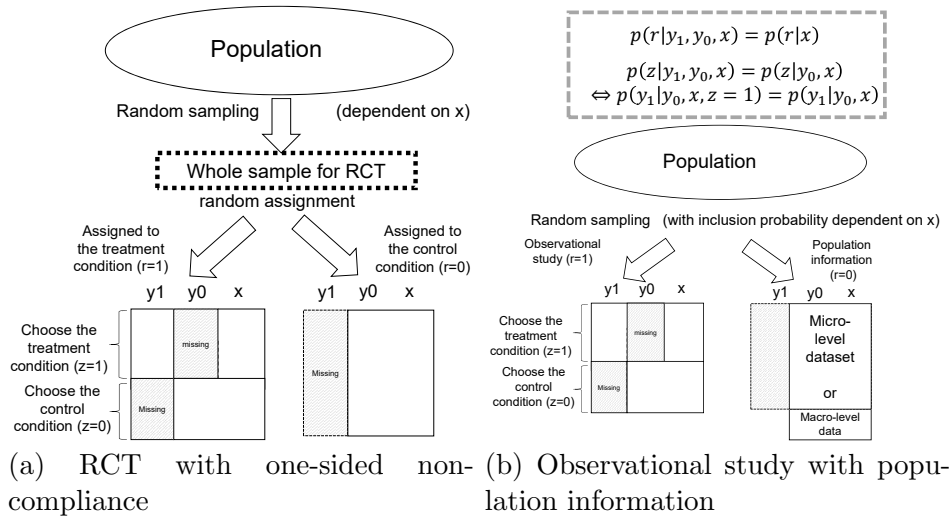 Population
Random sampling (dependent on x)
Whole sample for RCT
random assignment
Assigned to
the treatment
condition (r=1)
Assigned to
the control
condition (r=0)
y1 y0 x
y1 y0 x
Choose the
treatment
condition (z=1)
missing
Choose the
control
condition (z=0)
Missing
Missing
(a) RCT with one-sided non-
compliance
p(r|y₁, y₀, x) = p(r|x)
p(z|y₁, y₀, x) = p(z|y₀, x)
⇔ p(y₁|y₀, x, z = 1) = p(y₁|y₀, x)
Population
Random sampling (with inclusion probability dependent on x)
Observational
study (r=1)
Population
information
(r=0)
y1 y0 x
y1 y0 x
Choose the
treatment
condition (z=1)
missing
Choose the
control
condition (z=0)
Missing
Micro-
level
dataset
or
Macro-level
data
(b) Observational study with popu-
lation information